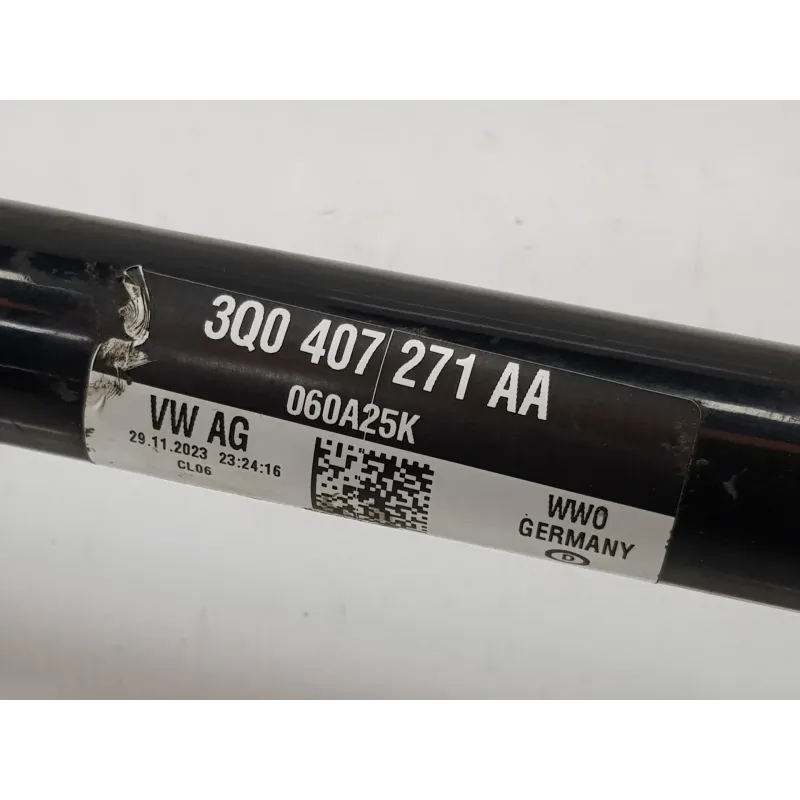 3Q0 407 271 AA
060A25K
VW AG
29.11.2023 23:24:16
CL06
WW0
GERMANY
D